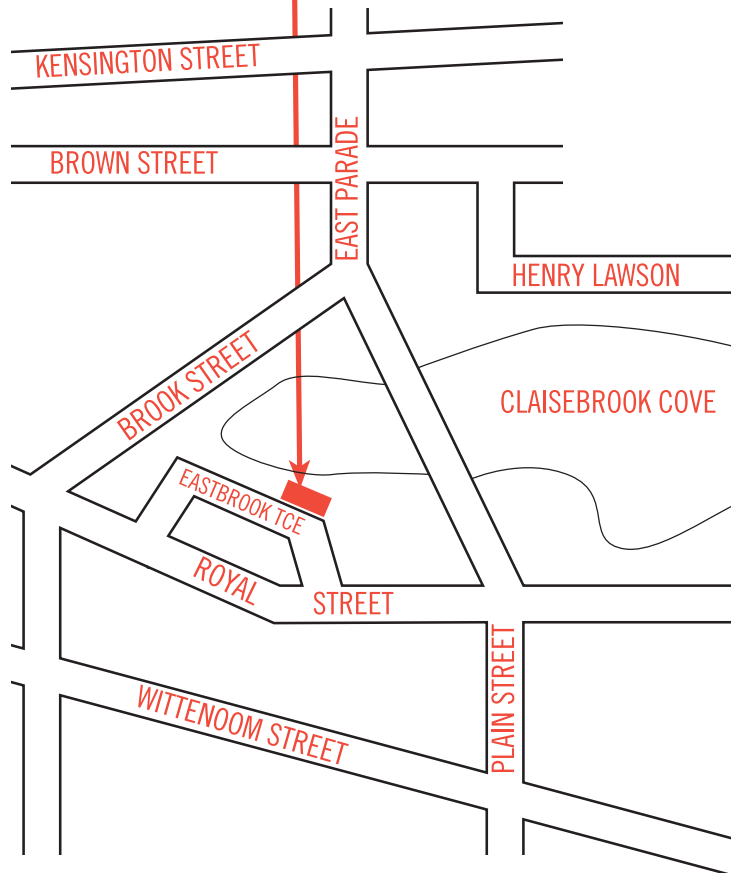 KENSINGTON STREET
BROWN STREET
EAST PARADE
HENRY LAWSON
BROOK STREET
CLAISEBROOK COVE
EASTBROOK TCE
ROYAL STREET
PLAIN STREET
WITTENOOM STREET